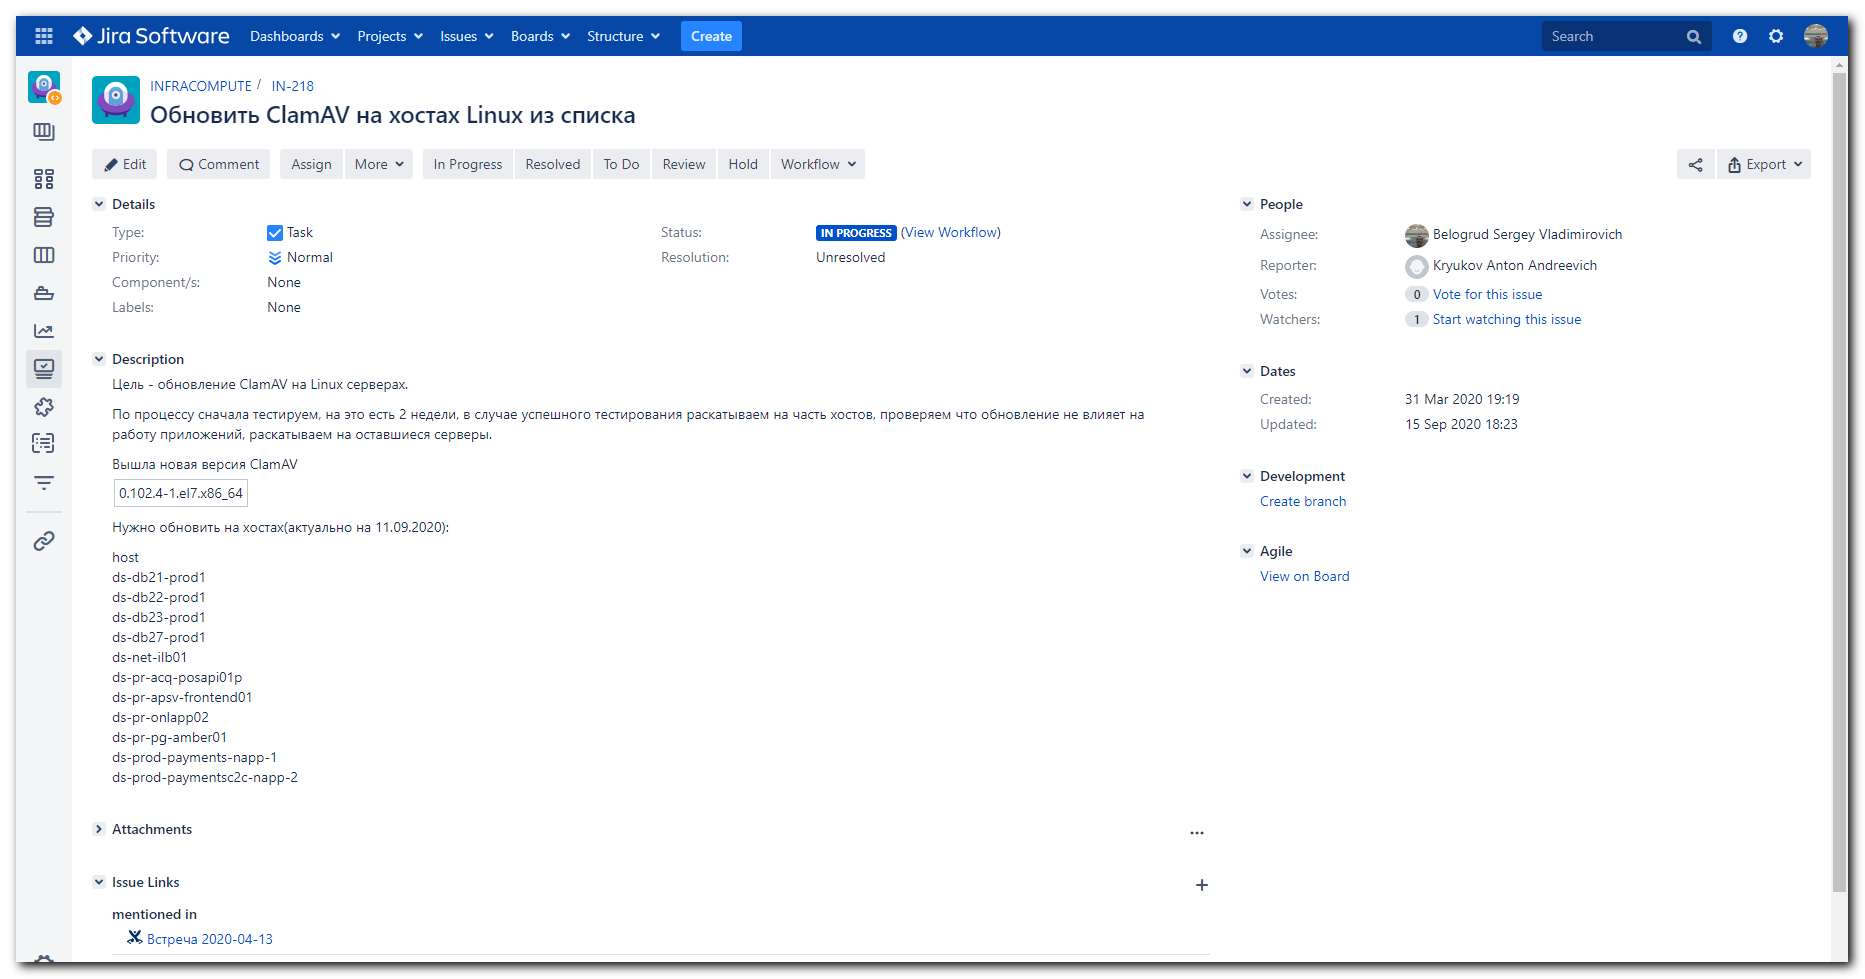 Jira Software Dashboards Projects Issues Boards Structure Create Search
INFRACOMPUTE / IN-218
Обновить ClamAV на хостах Linux из списка
Edit Comment Assign More In Progress Resolved To Do Review Hold Workflow Export
Details
Type: Task
Priority: Normal
Component/s: None
Labels: None
Status: IN PROGRESS (View Workflow)
Resolution: Unresolved
Description
Цель - обновление ClamAV на Linux серверах.
По процессу сначала тестируем, на это есть 2 недели, в случае успешного тестирования раскатываем на часть хостов, проверяем что обновление не влияет на
работу приложений, раскатываем на оставшиеся серверы.
Вышла новая версия ClamAV
0.102.4-1.el7.x86_64
Нужно обновить на хостах(актуально на 11.09.2020):
host
ds-db21-prod1
ds-db22-prod1
ds-db23-prod1
ds-db27-prod1
ds-net-ilb01
ds-pr-acq-posapi01p
ds-pr-apsv-frontend01
ds-pr-onlapp02
ds-pr-pg-amber01
ds-prod-payments-napp-1
ds-prod-paymentsc2c-napp-2
Attachments
Issue Links
mentioned in
Встреча 2020-04-13
People
Assignee: Belogrud Sergey Vladimirovich
Reporter: Kryukov Anton Andreevich
Votes: 0 Vote for this issue
Watchers: 1 Start watching this issue
Dates
Created: 31 Mar 2020 19:19
Updated: 15 Sep 2020 18:23
Development
Create branch
Agile
View on Board